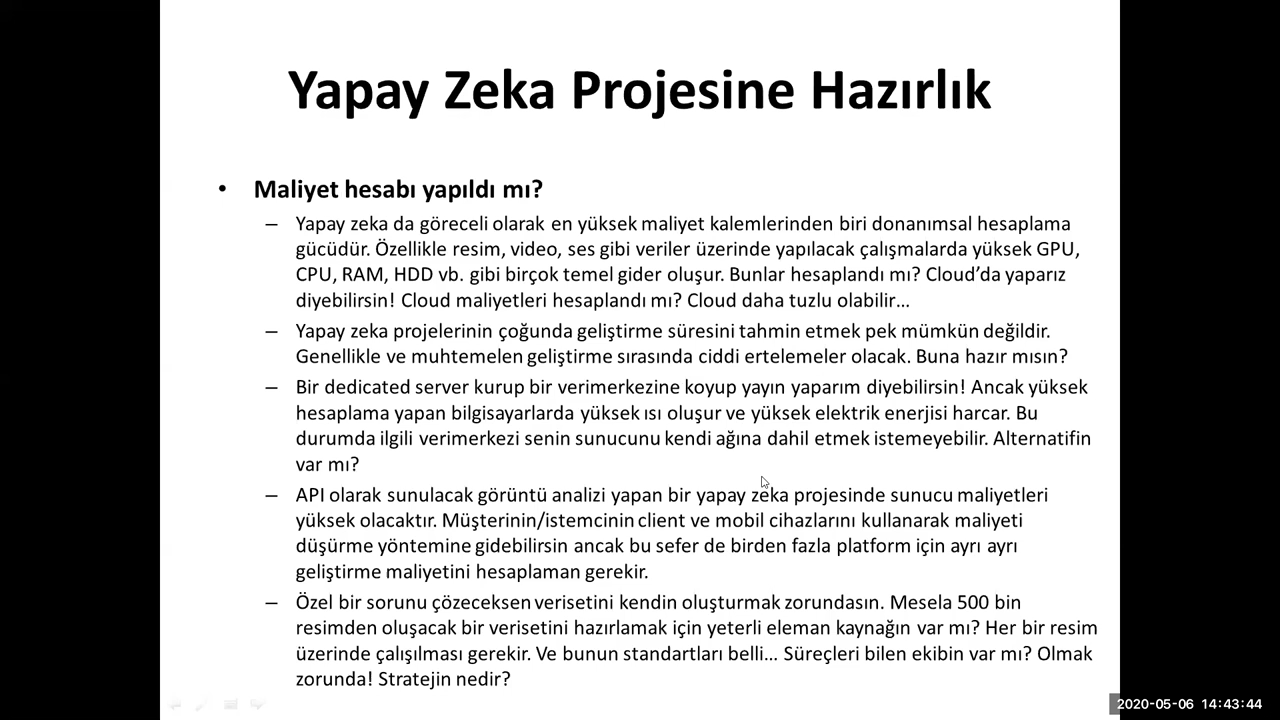 Yapay Zeka Projesine Hazırlık
• Maliyet hesabı yapıldı mı?
– Yapay zeka da göreceli olarak en yüksek maliyet kalemlerinden biri donanımsal hesaplama
gücüdür. Özellikle resim, video, ses gibi veriler üzerinde yapılacak çalışmalarda yüksek GPU,
CPU, RAM, HDD vb. gibi birçok temel gider oluşur. Bunlar hesaplandı mı? Cloud’da yaparız
diyebilirsin! Cloud maliyetleri hesaplandı mı? Cloud daha tuzlu olabilir…
– Yapay zeka projelerinin çoğunda geliştirme süresini tahmin etmek pek mümkün değildir.
Genellikle ve muhtemelen geliştirme sırasında ciddi ertelemeler olacak. Buna hazır mısın?
– Bir dedicated server kurup bir verimerkezine koyup yayın yaparım diyebilirsin! Ancak yüksek
hesaplama yapan bilgisayarlarda yüksek ısı oluşur ve yüksek elektrik enerjisi harcar. Bu
durumda ilgili verimerkezi senin sunucunu kendi ağına dahil etmek istemeyebilir. Alternatifin
var mı?
– API olarak sunulacak görüntü analizi yapan bir yapay zeka projesinde sunucu maliyetleri
yüksek olacaktır. Müşterinin/istemcinin client ve mobil cihazlarını kullanarak maliyeti
düşürme yöntemine gidebilirsin ancak bu sefer de birden fazla platform için ayrı ayrı
geliştirme maliyetini hesaplaman gerekir.
– Özel bir sorunu çözeceksen verisetini kendin oluşturmak zorundasın. Mesela 500 bin
resimden oluşacak bir verisetini hazırlamak için yeterli eleman kaynağın var mı? Her bir resim
üzerinde çalışılması gerekir. Ve bunun standartları belli… Süreçleri bilen ekibin var mı? Olmak
zorunda! Stratejin nedir?
2020-05-06 14:43:44